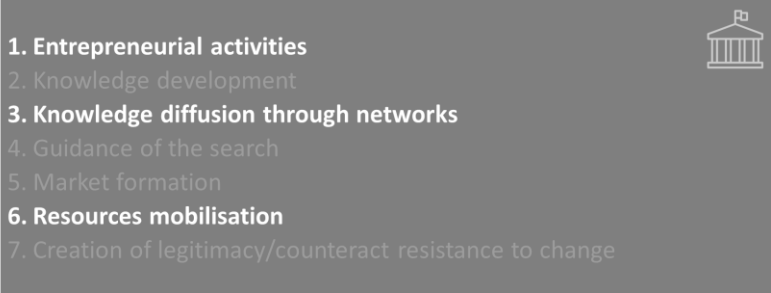 1. Entrepreneurial activities
2. Knowledge development
3. Knowledge diffusion through networks
4. Guidance of the search
5. Market formation
6. Resources mobilisation
7. Creation of legitimacy/counteract resistance to change